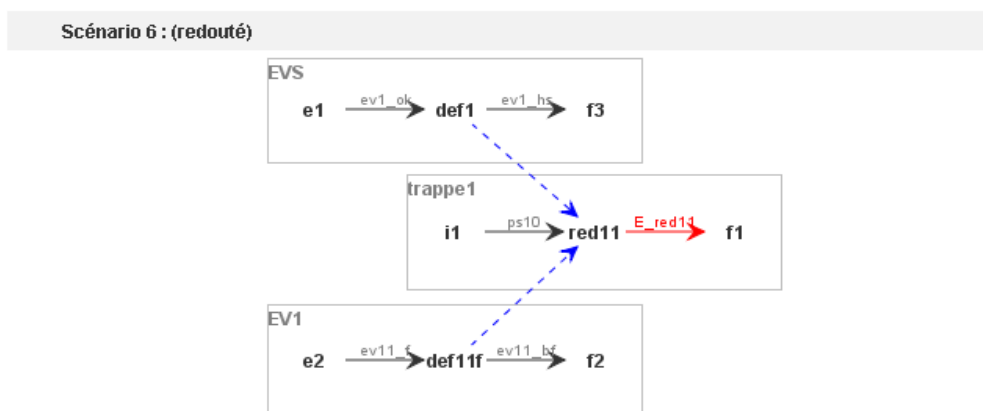 Scénario 6 : (redouté)
EVS
e1 ev1_ok def1 ev1_hs f3
trappe1
i1 ps10 red11 E_red11 f1
EV1
e2 ev11_f def11f ev11_bf f2